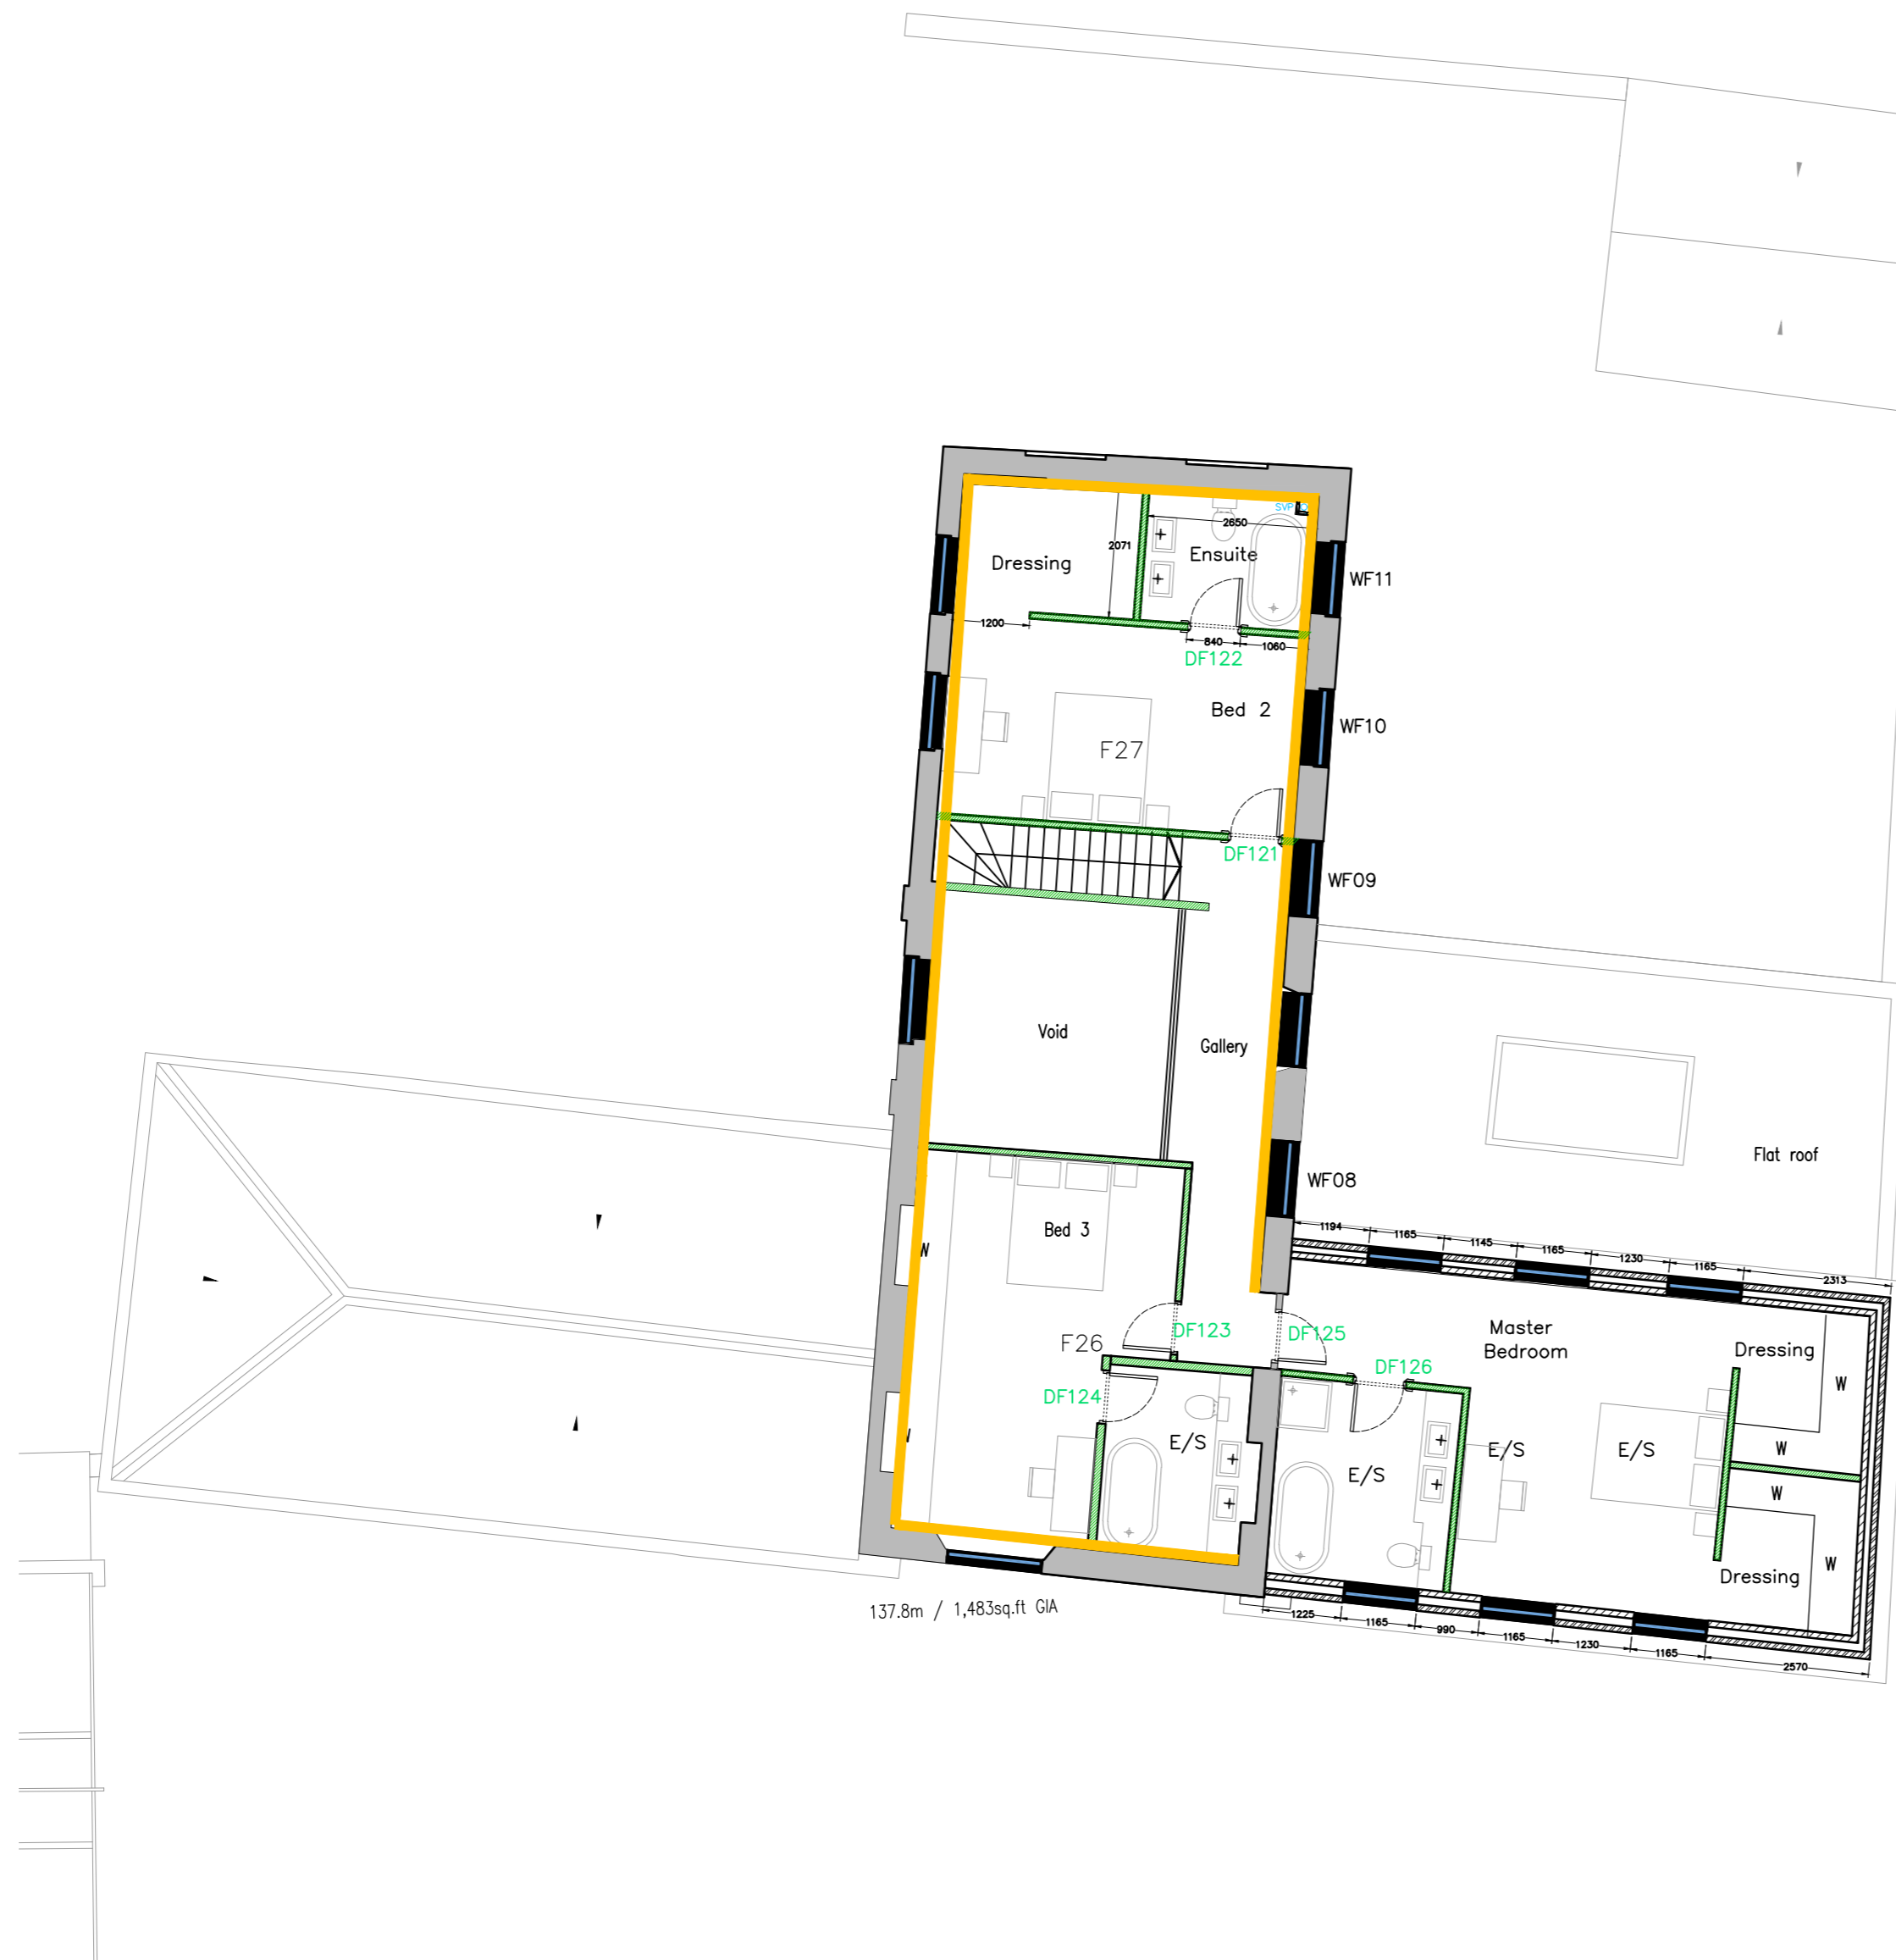 SVP
2650
2071
Ensuite
Dressing
WF11
1200
840
1060
DF122
Bed 2
WF10
F27
DF121
WF09
Void
Gallery
Flat roof
WF08
Bed 3
W
1194
1165
1145
1165
1230
1165
2313
F26
DF123
DF125
Master
Bedroom
Dressing
DF126
W
DF124
W
E/S
E/S
E/S
E/S
W
W
W
Dressing
137.8m / 1,483sq.ft GIA
1225
1165
990
1165
1230
1165
2570